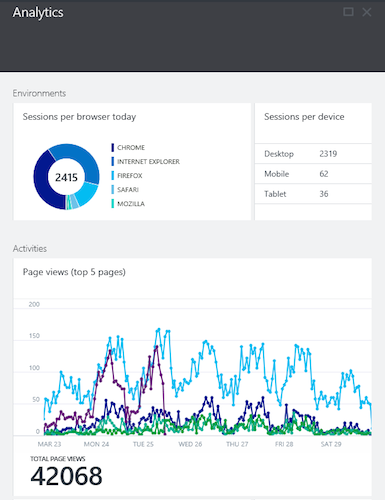 Analytics
Environments
Sessions per browser today
2415
CHROME
INTERNET EXPLORER
FIREFOX
SAFARI
MOZILLA
Sessions per device
Desktop 2319
Mobile 62
Tablet 36
Activities
Page views (top 5 pages)
200
150
100
50
0
MAR 23 MON 24 TUE 25 WED 26 THU 27 FRI 28 SAT 29
TOTAL PAGE VIEWS
42068